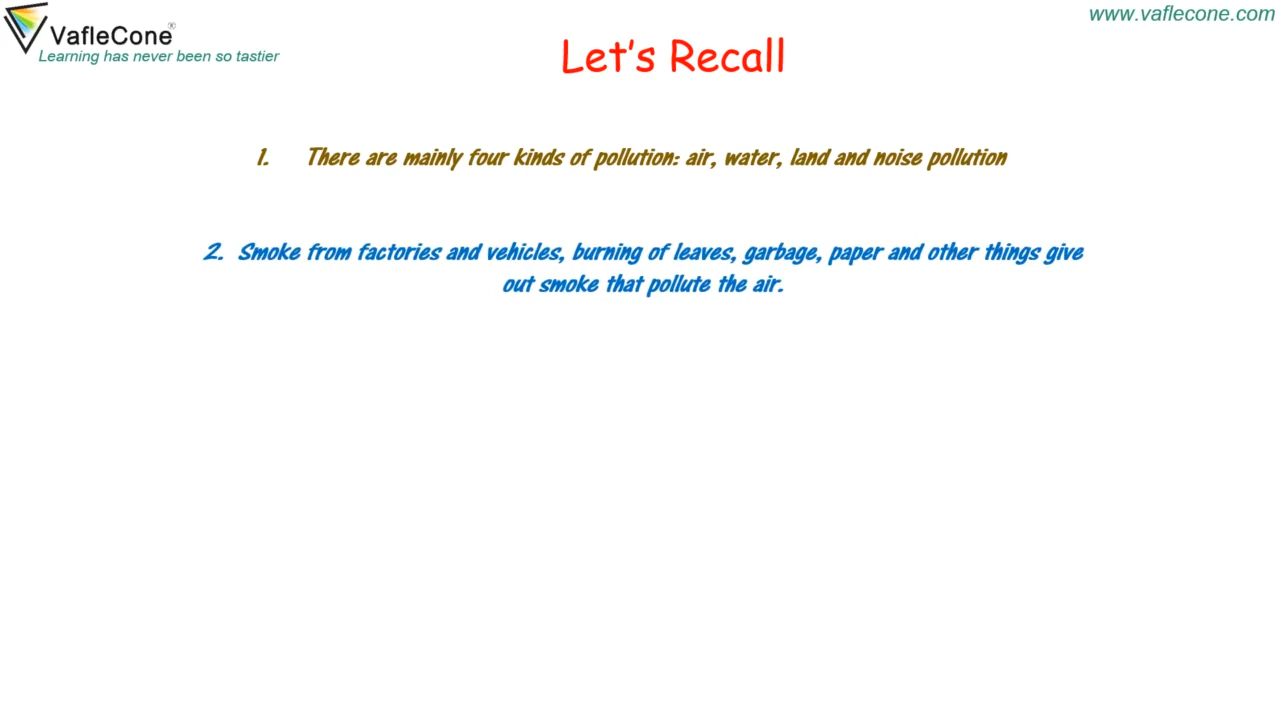 VafleCone®
Learning has never been so tastier
www.vaflecone.com
Let's Recall
1. There are mainly four kinds of pollution: air, water, land and noise pollution
2. Smoke from factories and vehicles, burning of leaves, garbage, paper and other things give
out smoke that pollute the air.